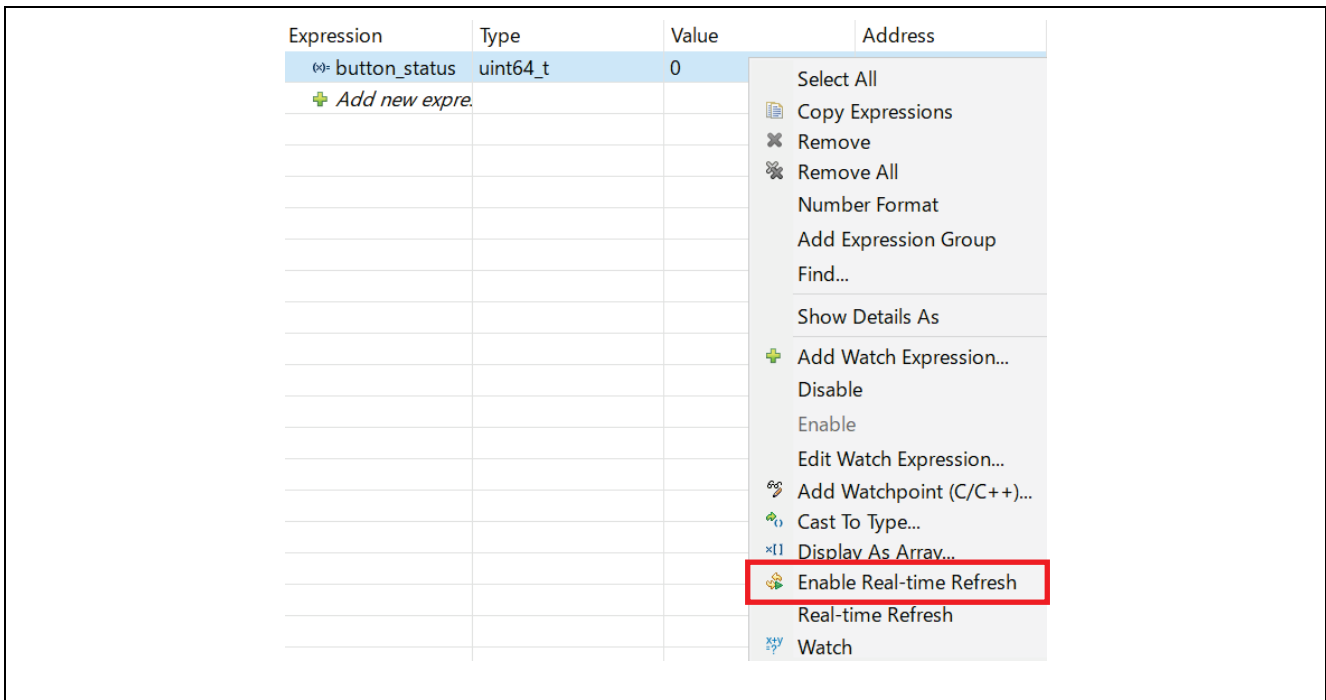 Expression Type Value Address
(x)= button_status uint64_t 0
Add new expre
Select All
Copy Expressions
Remove
Remove All
Number Format
Add Expression Group
Find...
Show Details As
Add Watch Expression...
Disable
Enable
Edit Watch Expression...
Add Watchpoint (C/C++)...
Cast To Type...
×[] Display As Array...
Enable Real-time Refresh
Real-time Refresh
x+y=? Watch